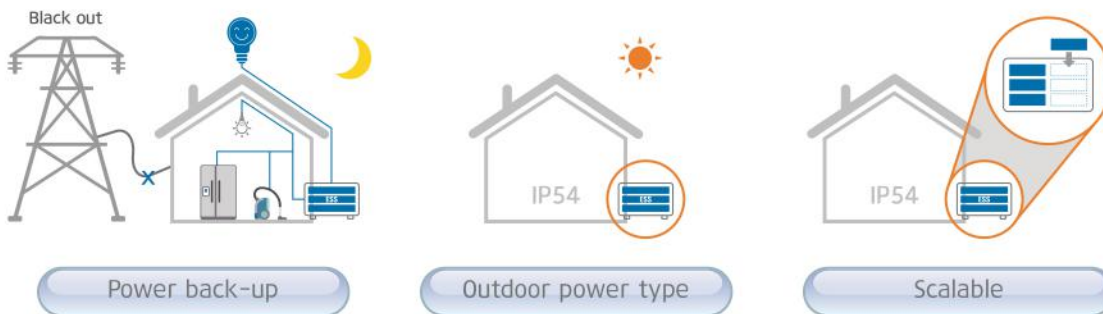 Black out
ESS
Power back-up
IP54
ESS
Outdoor power type
IP54
ESS
Scalable